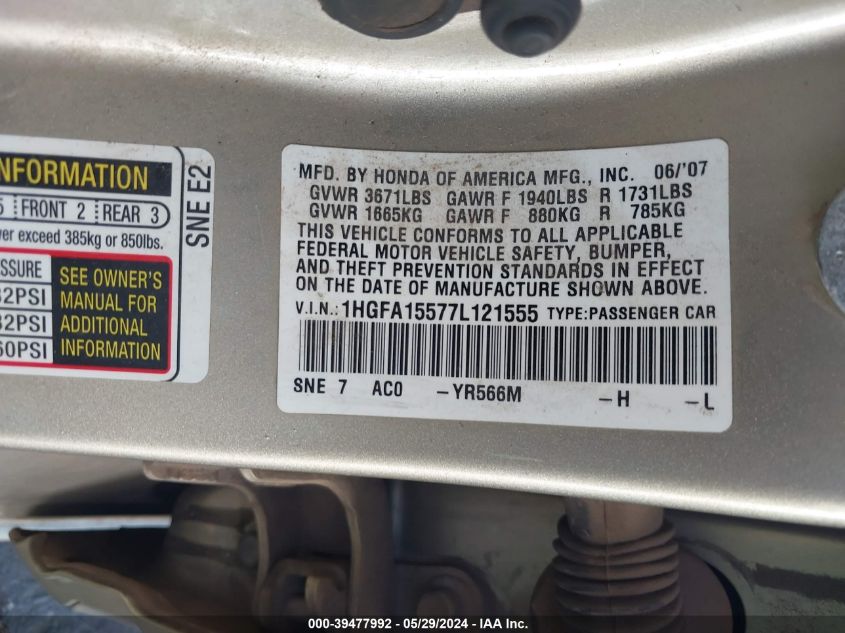 INFORMATION
5 FRONT 2 REAR 3
ver exceed 385kg or 850lbs.
SSURE
32PSI
32PSI
60PSI
SEE OWNER'S
MANUAL FOR
ADDITIONAL
INFORMATION
SNE E2
MFD. BY HONDA OF AMERICA MFG., INC. 06/'07
GVWR 3671LBS GAWR F 1940LBS R 1731LBS
GVWR 1665KG GAWR F 880KG R 785KG
THIS VEHICLE CONFORMS TO ALL APPLICABLE
FEDERAL MOTOR VEHICLE SAFETY, BUMPER,
AND THEFT PREVENTION STANDARDS IN EFFECT
ON THE DATE OF MANUFACTURE SHOWN ABOVE.
V.I.N.: 1HGFA15577L121555 TYPE:PASSENGER CAR
SNE 7 AC0 -YR566M -H -L
000-39477992 - 05/29/2024 - IAA Inc.